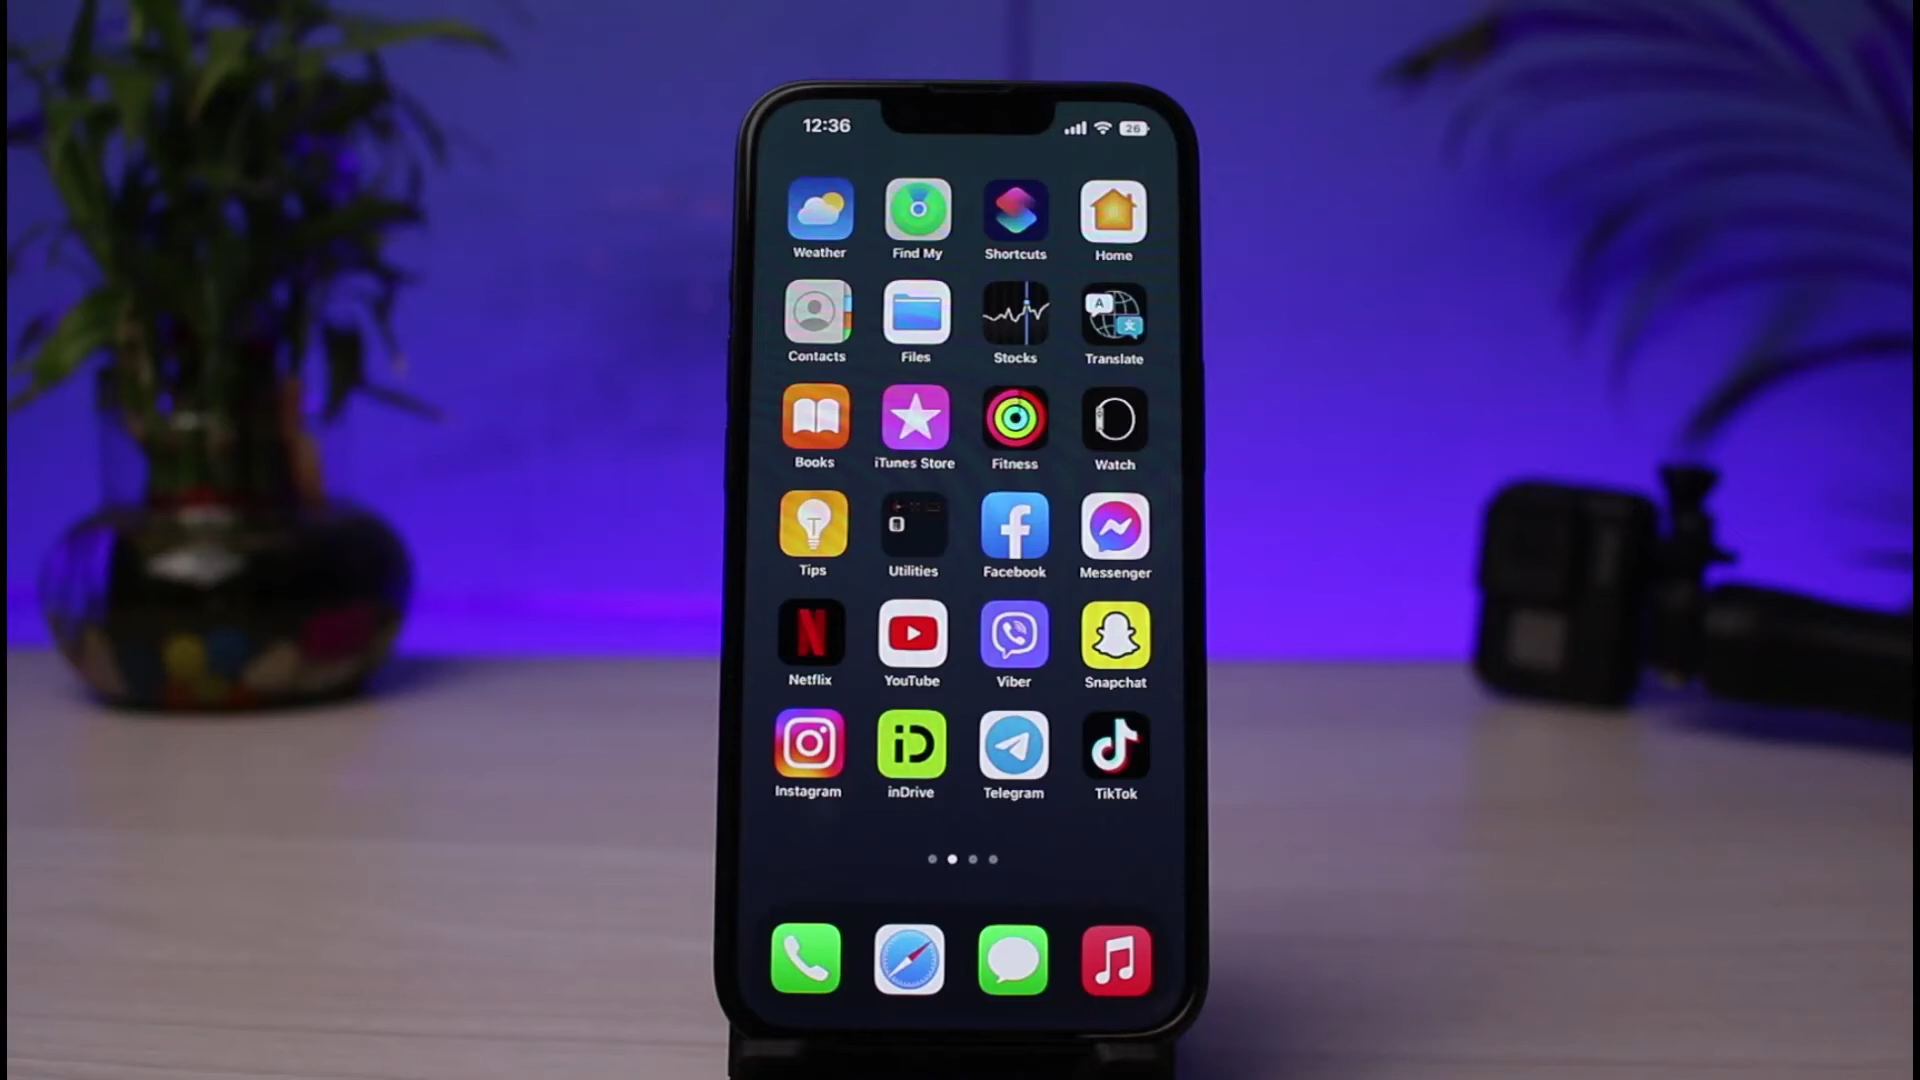 12:36 26
Weather Find My Shortcuts Home
Contacts Files Stocks Translate
Books iTunes Store Fitness Watch
Tips Utilities Facebook Messenger
Netflix YouTube Viber Snapchat
Instagram inDrive Telegram TikTok